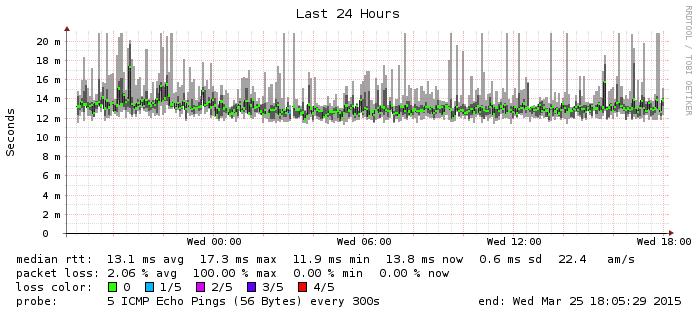 Last 24 Hours
RRDTOOL / TOBI OETIKER
Seconds
20 m
18 m
16 m
14 m
12 m
10 m
8 m
6 m
4 m
2 m
0
Wed 00:00 Wed 06:00 Wed 12:00 Wed 18:00
median rtt: 13.1 ms avg 17.3 ms max 11.9 ms min 13.8 ms now 0.6 ms sd 22.4 am/s
packet loss: 2.06 % avg 100.00 % max 0.00 % min 0.00 % now
loss color: 0 1/5 2/5 3/5 4/5
probe: 5 ICMP Echo Pings (56 Bytes) every 300s end: Wed Mar 25 18:05:29 2015